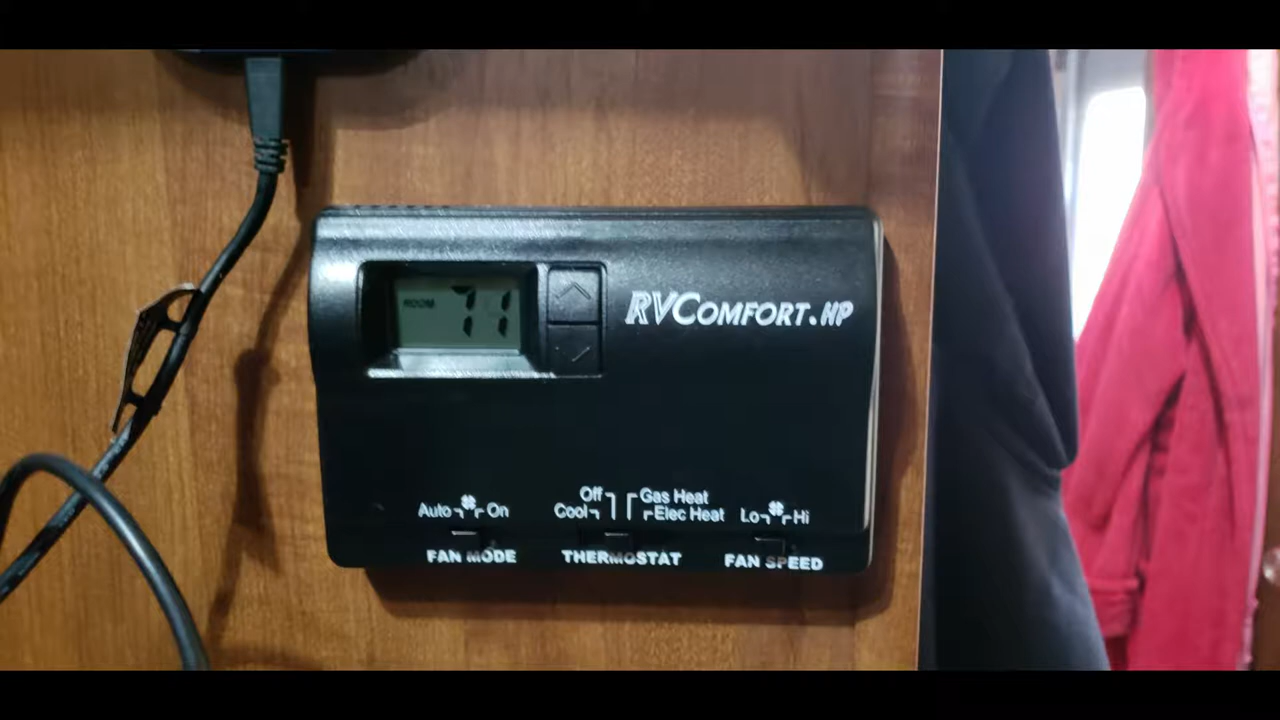 ROOM 71
RVCOMFORT.HP
Off Gas Heat
Auto On Cool Elec Heat Lo Hi
FAN MODE THERMOSTAT FAN SPEED